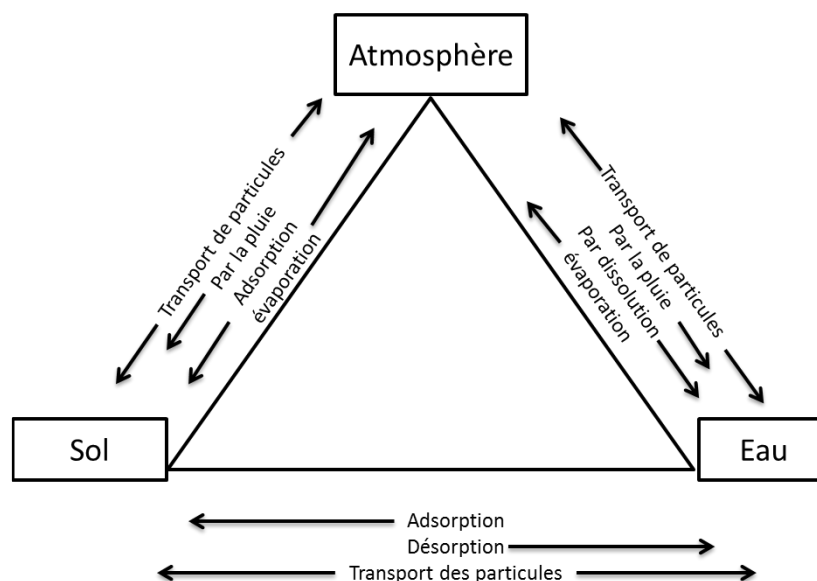 Atmosphère
Transport de particules
Par la pluie
Adsorption
évaporation
Transport de particules
Par la pluie
Par dissolution
évaporation
Sol
Eau
Adsorption
Désorption
Transport des particules